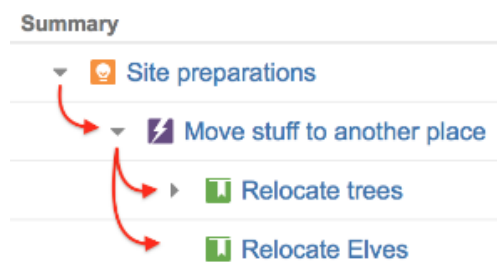 Summary
Site preparations
Move stuff to another place
Relocate trees
Relocate Elves